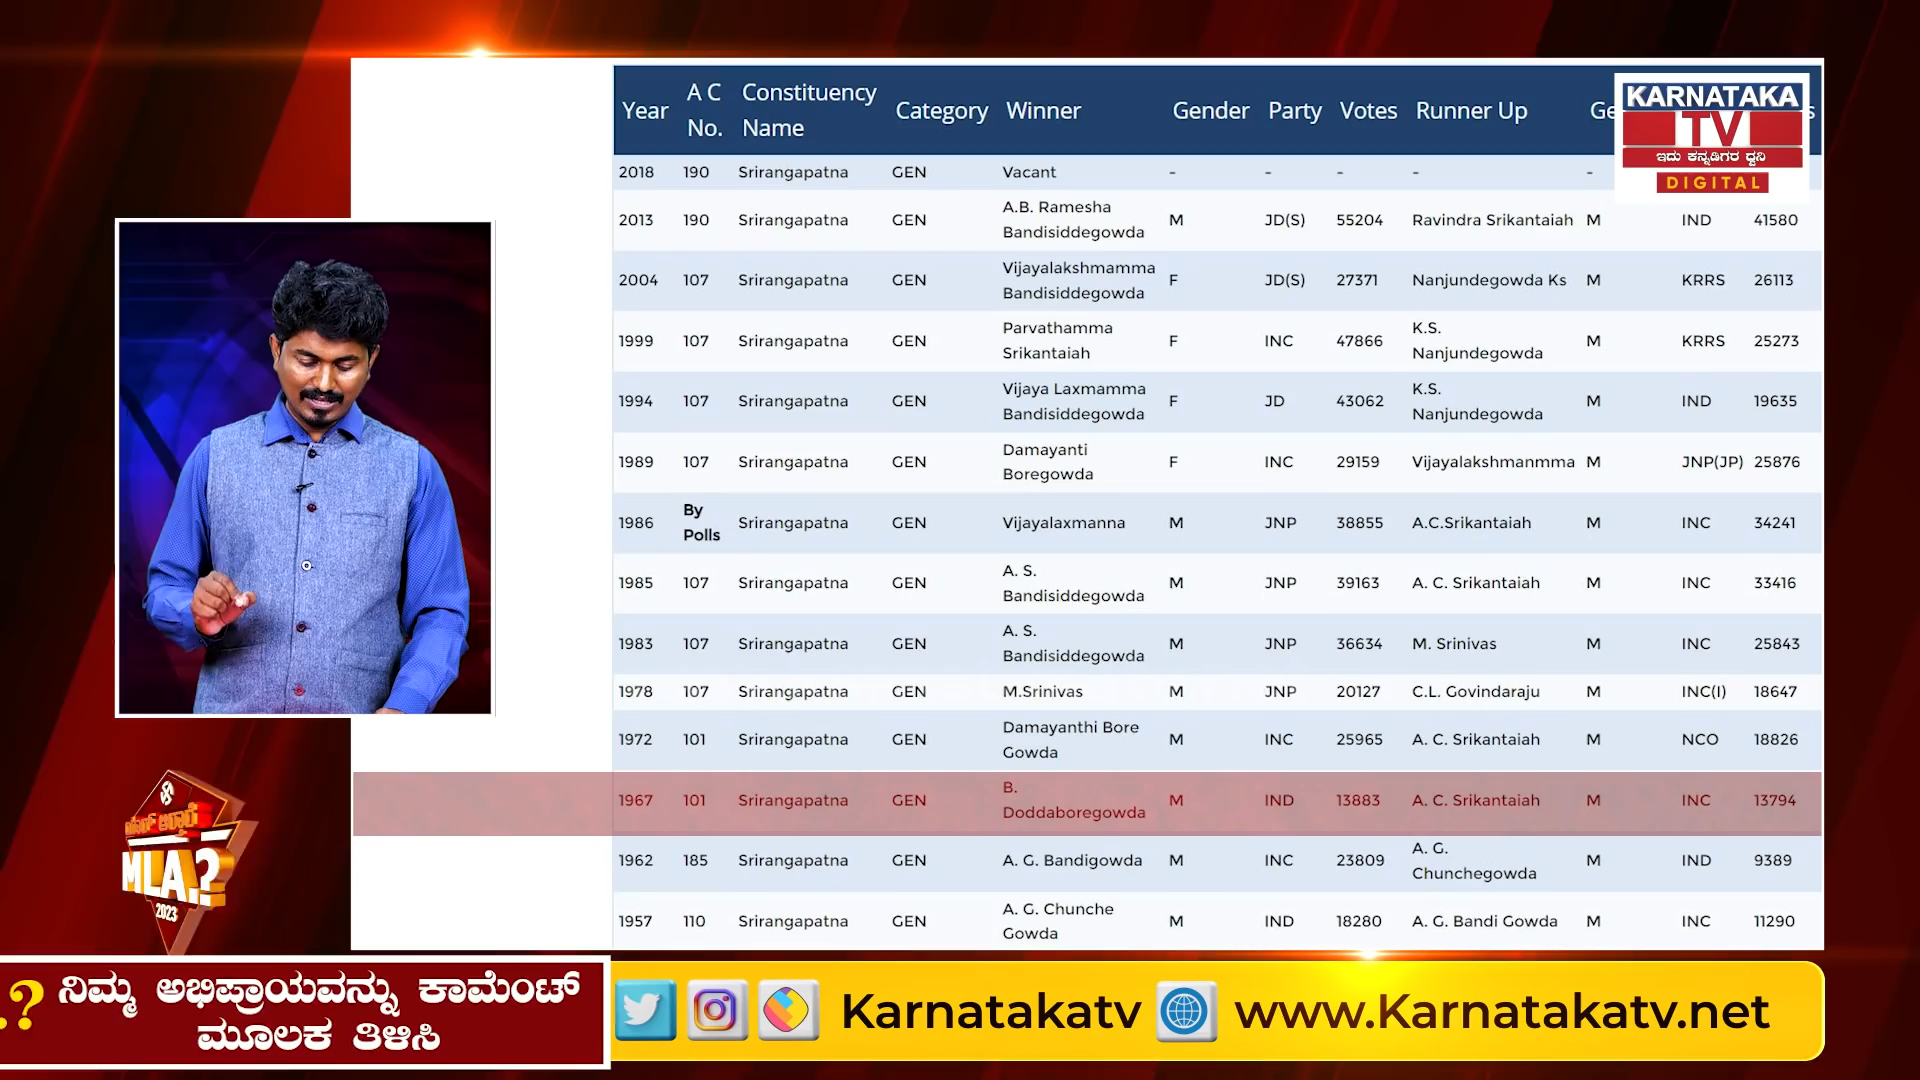 Year A C No. Constituency Name Category Winner Gender Party Votes Runner Up Ge s
KARNATAKA
TV
ಇದು ಕನ್ನಡಿಗರ ಧ್ವನಿ
DIGITAL
2018 190 Srirangapatna GEN Vacant - - - - -
2013 190 Srirangapatna GEN A.B. Ramesha Bandisiddegowda M JD(S) 55204 Ravindra Srikantaiah M IND 41580
2004 107 Srirangapatna GEN Vijayalakshmamma Bandisiddegowda F JD(S) 27371 Nanjundegowda Ks M KRRS 26113
1999 107 Srirangapatna GEN Parvathamma Srikantaiah F INC 47866 K.S. Nanjundegowda M KRRS 25273
1994 107 Srirangapatna GEN Vijaya Laxmamma Bandisiddegowda F JD 43062 K.S. Nanjundegowda M IND 19635
1989 107 Srirangapatna GEN Damayanti Boregowda F INC 29159 Vijayalakshmanmma M JNP(JP) 25876
1986 By Polls Srirangapatna GEN Vijayalaxmanna M JNP 38855 A.C.Srikantaiah M INC 34241
1985 107 Srirangapatna GEN A. S. Bandisiddegowda M JNP 39163 A. C. Srikantaiah M INC 33416
1983 107 Srirangapatna GEN A. S. Bandisiddegowda M JNP 36634 M. Srinivas M INC 25843
1978 107 Srirangapatna GEN M.Srinivas M JNP 20127 C.L. Govindaraju M INC(I) 18647
1972 101 Srirangapatna GEN Damayanthi Bore Gowda M INC 25965 A. C. Srikantaiah M NCO 18826
1967 101 Srirangapatna GEN B. Doddaboregowda M IND 13883 A. C. Srikantaiah M INC 13794
1962 185 Srirangapatna GEN A. G. Bandigowda M INC 23809 A. G. Chunchegowda M IND 9389
1957 110 Srirangapatna GEN A. G. Chunche Gowda M IND 18280 A. G. Bandi Gowda M INC 11290
MLA.?
2023
.? ನಿಮ್ಮ ಅಭಿಪ್ರಾಯವನ್ನು ಕಾಮೆಂಟ್
ಮೂಲಕ ತಿಳಿಸಿ
Karnatakatv www.Karnatakatv.net